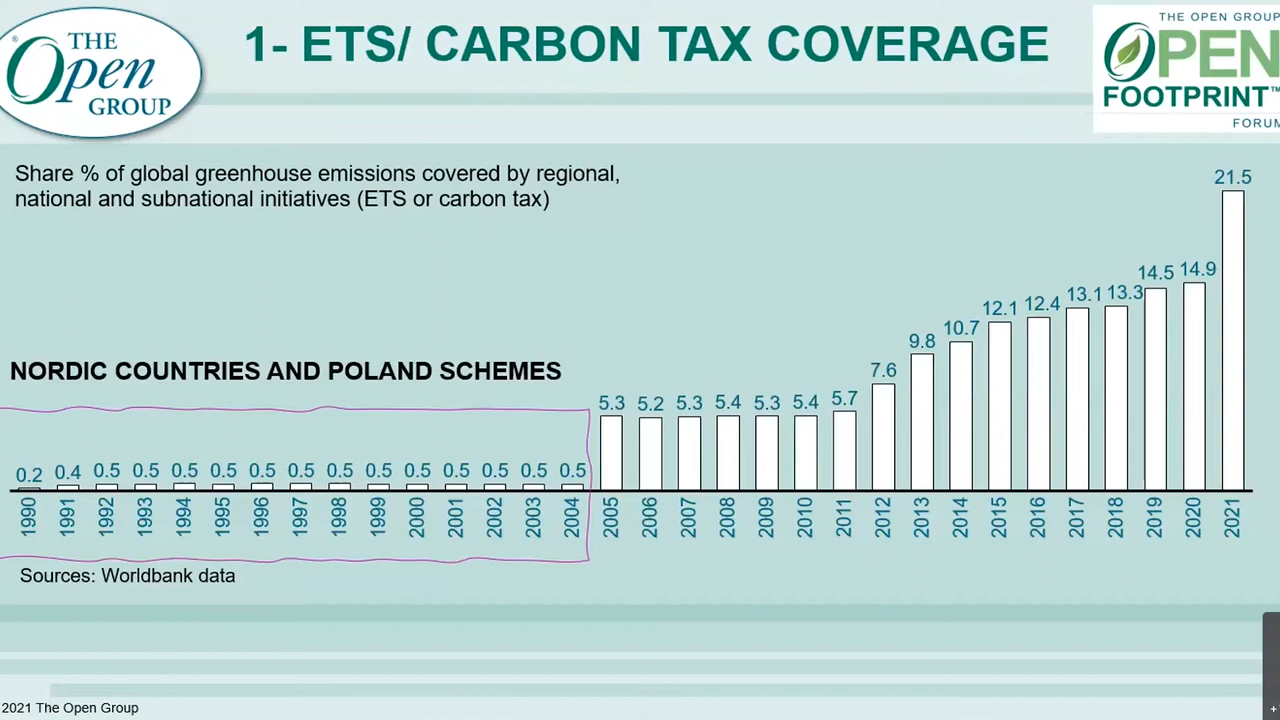 ® THE
Open
GROUP
1- ETS/ CARBON TAX COVERAGE
THE OPEN GROUP
OPEN
FOOTPRINT™
FORUM
Share % of global greenhouse emissions covered by regional,
national and subnational initiatives (ETS or carbon tax)
NORDIC COUNTRIES AND POLAND SCHEMES
0.2 0.4 0.5 0.5 0.5 0.5 0.5 0.5 0.5 0.5 0.5 0.5 0.5 0.5 0.5 5.3 5.2 5.3 5.4 5.3 5.4 5.7 7.6 9.8 10.7 12.1 12.4 13.1 13.3 14.5 14.9 21.5
1990 1991 1992 1993 1994 1995 1996 1997 1998 1999 2000 2001 2002 2003 2004 2005 2006 2007 2008 2009 2010 2011 2012 2013 2014 2015 2016 2017 2018 2019 2020 2021
Sources: Worldbank data
2021 The Open Group
+